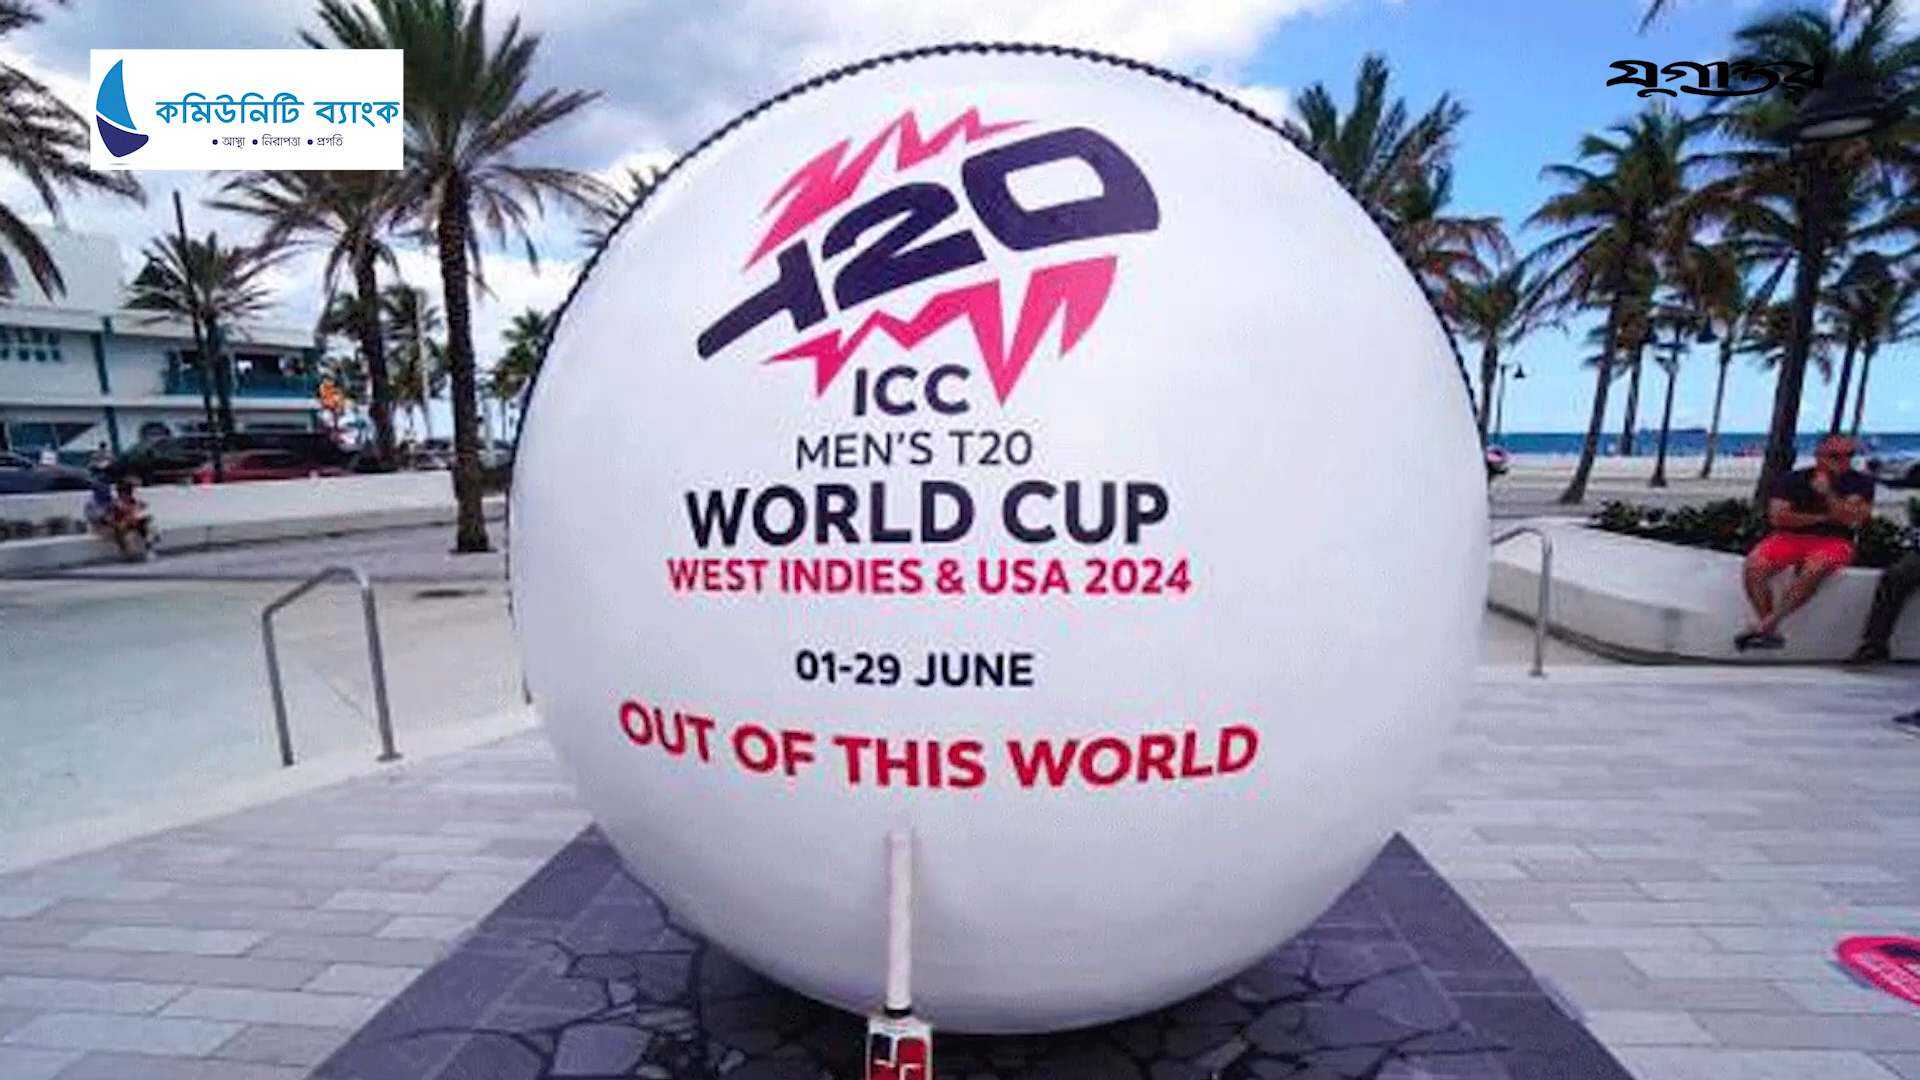 কমিউনিটি ব্যাংক
• আস্থা • নিরাপত্তা • প্রগতি
যুগান্তর
T20
ICC
MEN'S T20
WORLD CUP
WEST INDIES & USA 2024
01-29 JUNE
OUT OF THIS WORLD